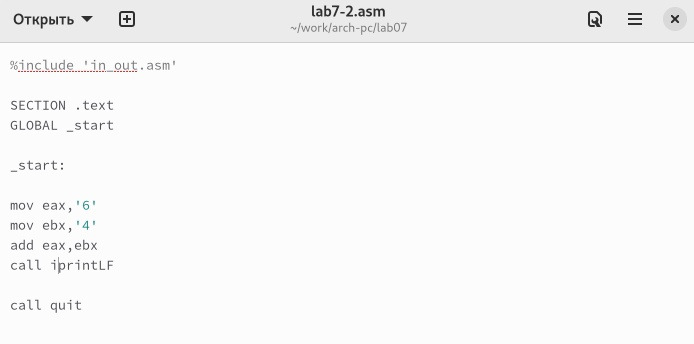 Открыть
lab7-2.asm
~/work/arch-pc/lab07
%include 'in_out.asm'
SECTION .text
GLOBAL _start
_start:
mov eax,'6'
mov ebx,'4'
add eax,ebx
call iprintLF
call quit